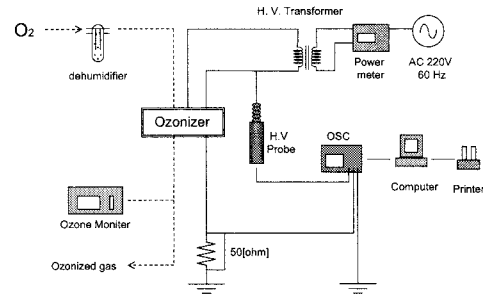 H. V. Transformer
O2
dehumidifier
Power
meter
AC 220V
60 Hz
Ozonizer
H.V
Probe
OSC
Computer
Printer
Ozone Moniter
50[ohm]
Ozonized gas